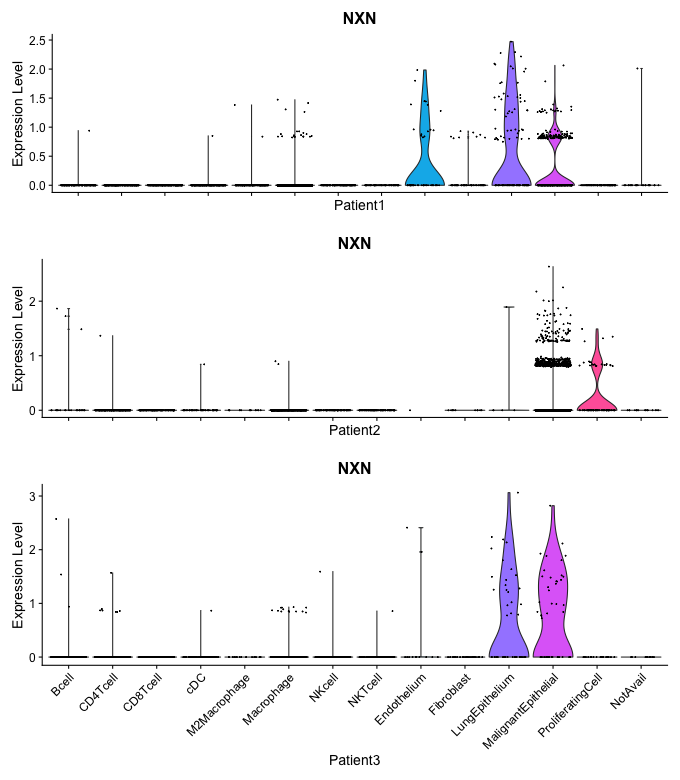 NXN
Expression Level
2.5
2.0
1.5
1.0
0.5
0.0
Patient1
NXN
Expression Level
2
1
0
Patient2
NXN
Expression Level
3
2
1
0
Bcell
CD4Tcell
CD8Tcell
cDC
M2Macrophage
Macrophage
NKcell
NKTcell
Endothelium
Fibroblast
LungEpithelium
MalignantEpithelial
ProliferatingCell
NotAvail
Patient3